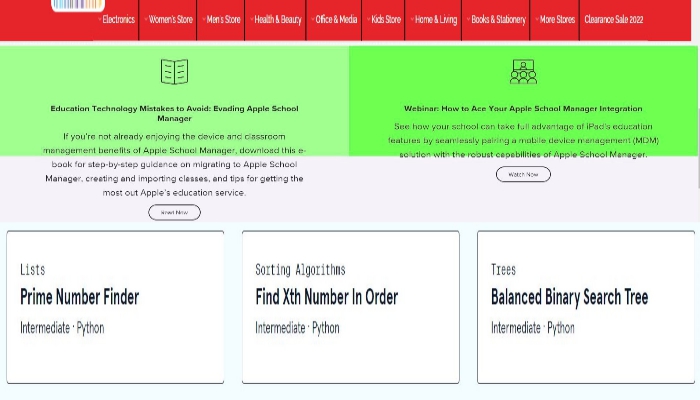 Electronics Women's Store Men's Store Health & Beauty Office & Media Kids Store Home & Living Books & Stationery More Stores Clearance Sale 2022
Education Technology Mistakes to Avoid: Evading Apple School
Manager
If you're not already enjoying the device and classroom
management benefits of Apple School Manager, download this e-
book for step-by-step guidance on migrating to Apple School
Manager, creating and importing classes, and tips for getting the
most out Apple's education service.
Read Now
Webinar: How to Ace Your Apple School Manager Integration
See how your school can take full advantage of iPad's education
features by seamlessly pairing a mobile device management (MDM)
solution with the robust capabilities of Apple School Manager.
Watch Now
Lists
Prime Number Finder
Intermediate · Python
Sorting Algorithms
Find Xth Number In Order
Intermediate · Python
Trees
Balanced Binary Search Tree
Intermediate · Python